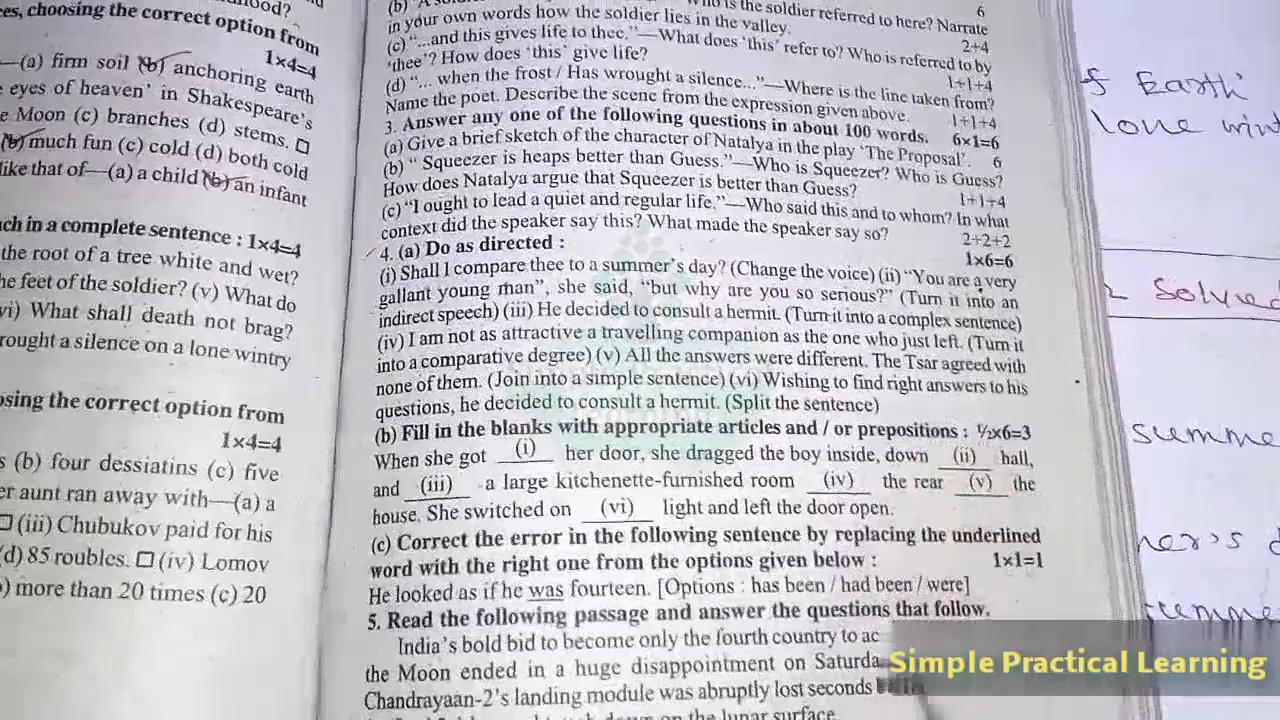 hood?
es, choosing the correct option from
1×4=4
—(a) firm soil (b) anchoring earth
eyes of heaven' in Shakespeare's
e Moon (c) branches (d) stems. □
(b) much fun (c) cold (d) both cold
like that of—(a) a child (b) an infant
ach in a complete sentence : 1×4=4
the root of a tree white and wet?
he feet of the soldier? (v) What do
vi) What shall death not brag?
rought a silence on a lone wintry
osing the correct option from
1×4=4
s (b) four dessiatins (c) five
er aunt ran away with—(a) a
□ (iii) Chubukov paid for his
(d) 85 roubles. □ (iv) Lomov
) more than 20 times (c) 20
is the soldier referred to here? Narrate
6
in your own words how the soldier lies in the valley.
2+4
(c) “...and this gives life to thee.”—What does ‘this’ refer to? Who is referred to by
‘thee’? How does ‘this’ give life?
1+1+4
(d) “... when the frost / Has wrought a silence...”—Where is the line taken from?
Name the poet. Describe the scene from the expression given above.
1+1+4
3. Answer any one of the following questions in about 100 words. 6×1=6
(a) Give a brief sketch of the character of Natalya in the play ‘The Proposal’. 6
(b) “ Squeezer is heaps better than Guess.”—Who is Squeezer? Who is Guess?
How does Natalya argue that Squeezer is better than Guess? 1+1+4
(c) “I ought to lead a quiet and regular life.”—Who said this and to whom? In what
context did the speaker say this? What made the speaker say so? 2+2+2
4. (a) Do as directed : 1×6=6
(i) Shall I compare thee to a summer’s day? (Change the voice) (ii) “You are a very
gallant young man”, she said, “but why are you so serious?” (Turn it into an
indirect speech) (iii) He decided to consult a hermit. (Turn it into a complex sentence)
(iv) I am not as attractive a travelling companion as the one who just left. (Turn it
into a comparative degree) (v) All the answers were different. The Tsar agreed with
none of them. (Join into a simple sentence) (vi) Wishing to find right answers to his
questions, he decided to consult a hermit. (Split the sentence)
(b) Fill in the blanks with appropriate articles and / or prepositions : ½×6=3
When she got (i) her door, she dragged the boy inside, down (ii) hall,
and (iii) a large kitchenette-furnished room (iv) the rear (v) the
house. She switched on (vi) light and left the door open.
(c) Correct the error in the following sentence by replacing the underlined
word with the right one from the options given below : 1×1=1
He looked as if he was fourteen. [Options : has been / had been / were]
5. Read the following passage and answer the questions that follow.
India’s bold bid to become only the fourth country to ac
the Moon ended in a huge disappointment on Saturda
Chandrayaan-2’s landing module was abruptly lost seconds
down on the lunar surface.
f Earth
lone wint
Solved
summe
her's d
summe
Simple Practical Learning